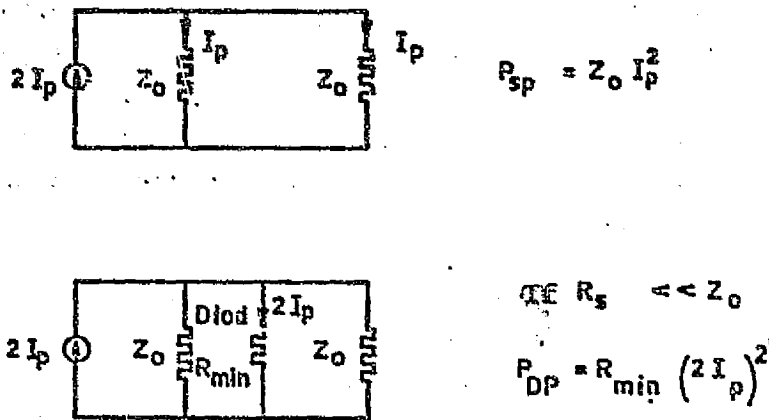 I_p I_p
2 I_p Z_o Z_o P_sp = Z_o I_p^2
R_s << Z_o
Diod 2 I_p
2 I_p Z_o R_min Z_o
P_DP = R_min (2 I_p)^2